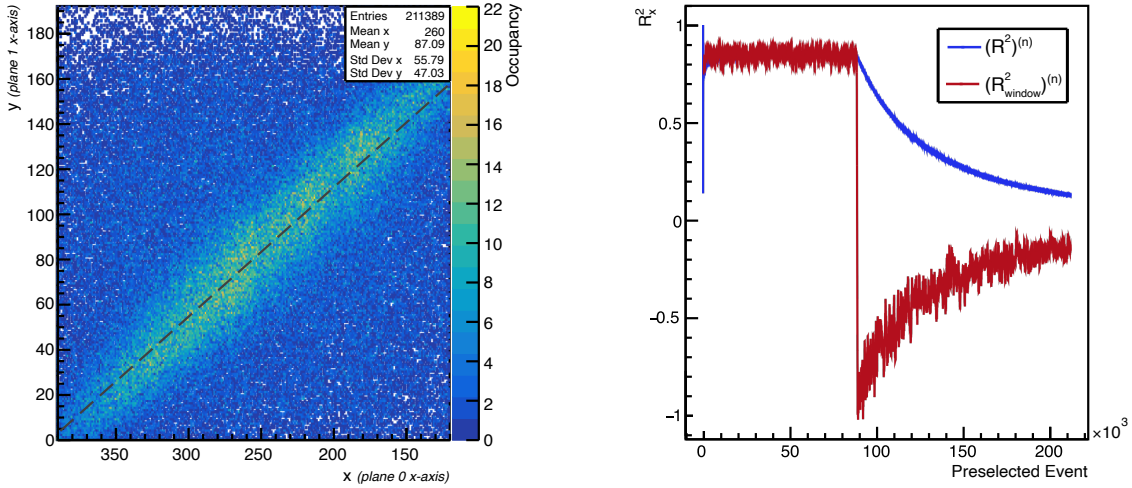 Entries 211389
Mean x 260
Mean y 87.09
Std Dev x 55.79
Std Dev y 47.03
y (plane 1 x-axis)
180
160
140
120
100
80
60
40
20
0
350 300 250 200 150
x (plane 0 x-axis)
22
20
18
16
14
12
10
8
6
4
2
0
Occupancy
R²ₓ
1
0.5
0
−0.5
−1
(R²)⁽ⁿ⁾
(R²window)⁽ⁿ⁾
0 50 100 150 200
×10³
Preselected Event